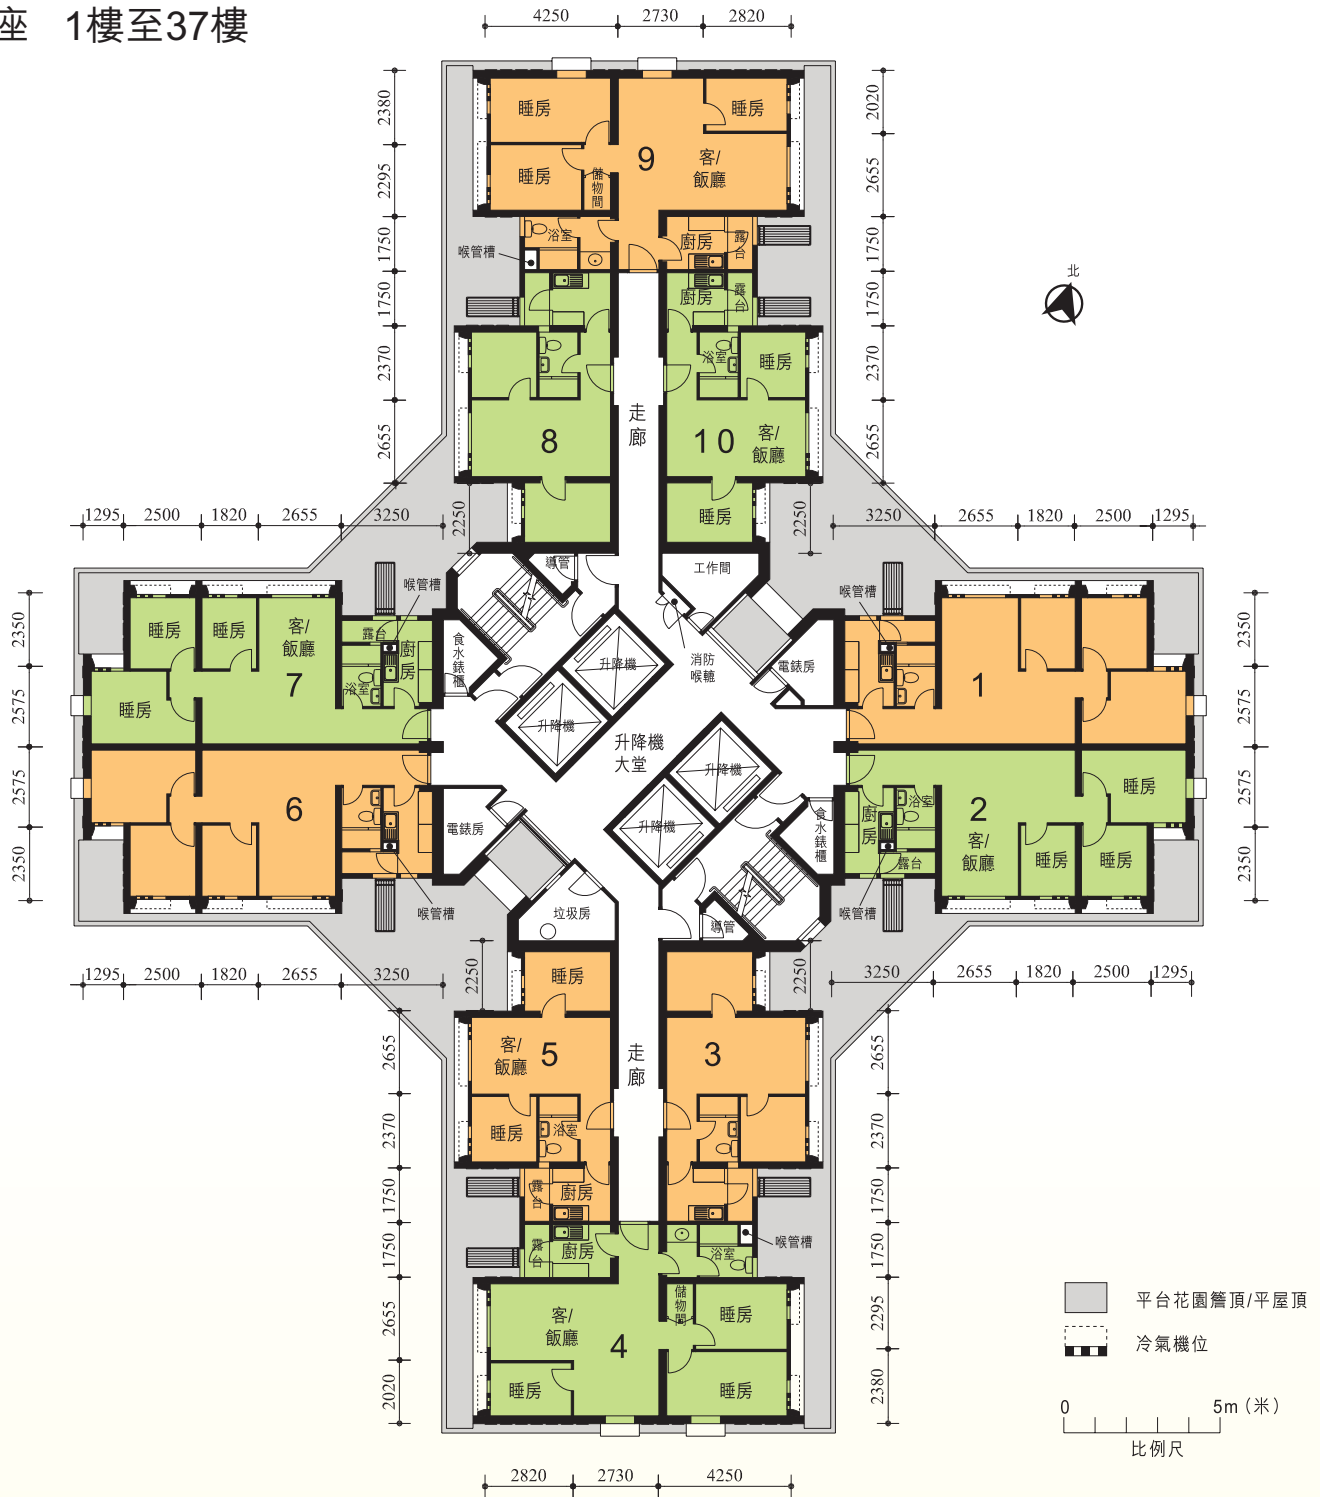 座 1樓至37樓
4250 2730 2820
2380
2295
1750
1750
2370
2655
2020
2655
1750
1750
2370
2655
睡房
睡房
睡房
9
客/
飯廳
儲物間
浴室
廚房
露台
喉管槽
廚房
露台
浴室
睡房
8
走廊
10
客/
飯廳
睡房
北
1295 2500 1820 2655 3250
2250
2250
3250 2655 1820 2500 1295
導管
工作間
喉管槽
喉管槽
2350
2575
2575
2350
睡房
睡房
客/
飯廳
7
露台
廚房
浴室
睡房
食水錶櫃
升降機
升降機
消防
喉轆
電錶房
1
2350
2575
2575
2350
升降機
大堂
升降機
升降機
6
電錶房
食水錶櫃
廚房
浴室
2
客/
飯廳
睡房
睡房
睡房
露台
喉管槽
喉管槽
垃圾房
導管
1295 2500 1820 2655 3250
2250
2250
3250 2655 1820 2500 1295
睡房
客/
飯廳
5
走廊
3
睡房
浴室
露台
廚房
2655
2370
1750
1750
2655
2020
2655
2370
1750
1750
2295
2380
露台
廚房
浴室
喉管槽
客/
飯廳
4
儲物間
睡房
睡房
睡房
2820 2730 4250
平台花園簷頂/平屋頂
冷氣機位
0 5m（米）
比例尺